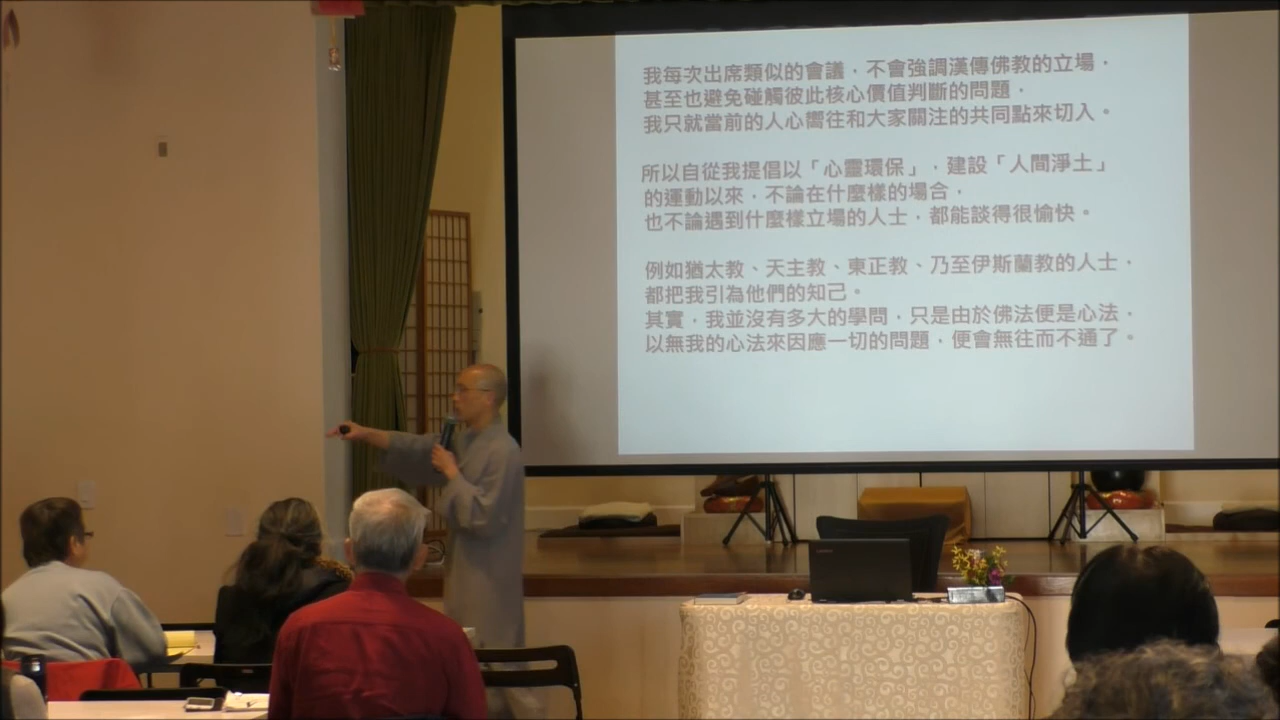 我每次出席類似的會議，不會強調漢傳佛教的立場，
甚至也避免碰觸彼此核心價值判斷的問題，
我只就當前的人心嚮往和大家關注的共同點來切入。
所以自從我提倡以「心靈環保」，建設「人間淨土」
的運動以來，不論在什麼樣的場合，
也不論遇到什麼樣立場的人士，都能談得很愉快。
例如猶太教、天主教、東正教、乃至伊斯蘭教的人士，
都把我引為他們的知己。
其實，我並沒有多大的學問，只是由於佛法便是心法，
以無我的心法來因應一切的問題，便會無往而不通了。